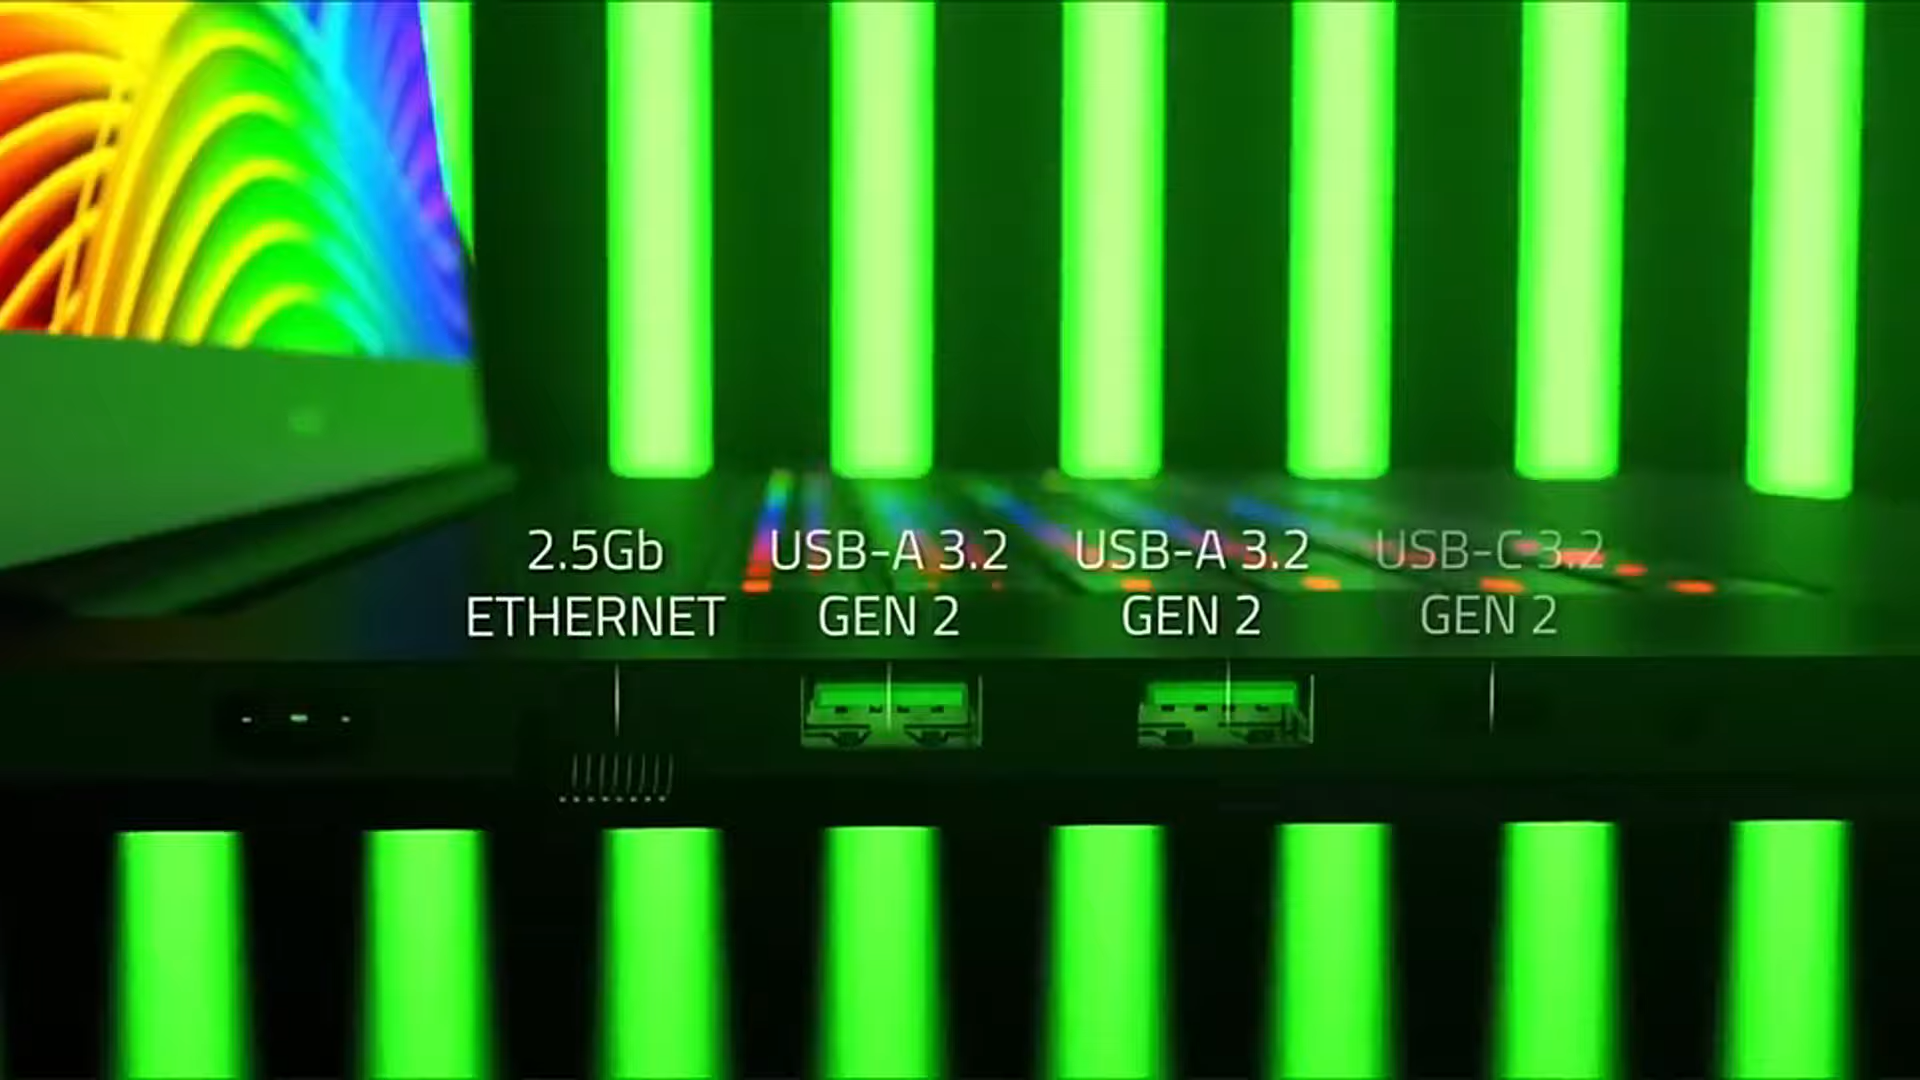 2.5Gb
ETHERNET
USB-A 3.2
GEN 2
USB-A 3.2
GEN 2
USB-C 3.2
GEN 2